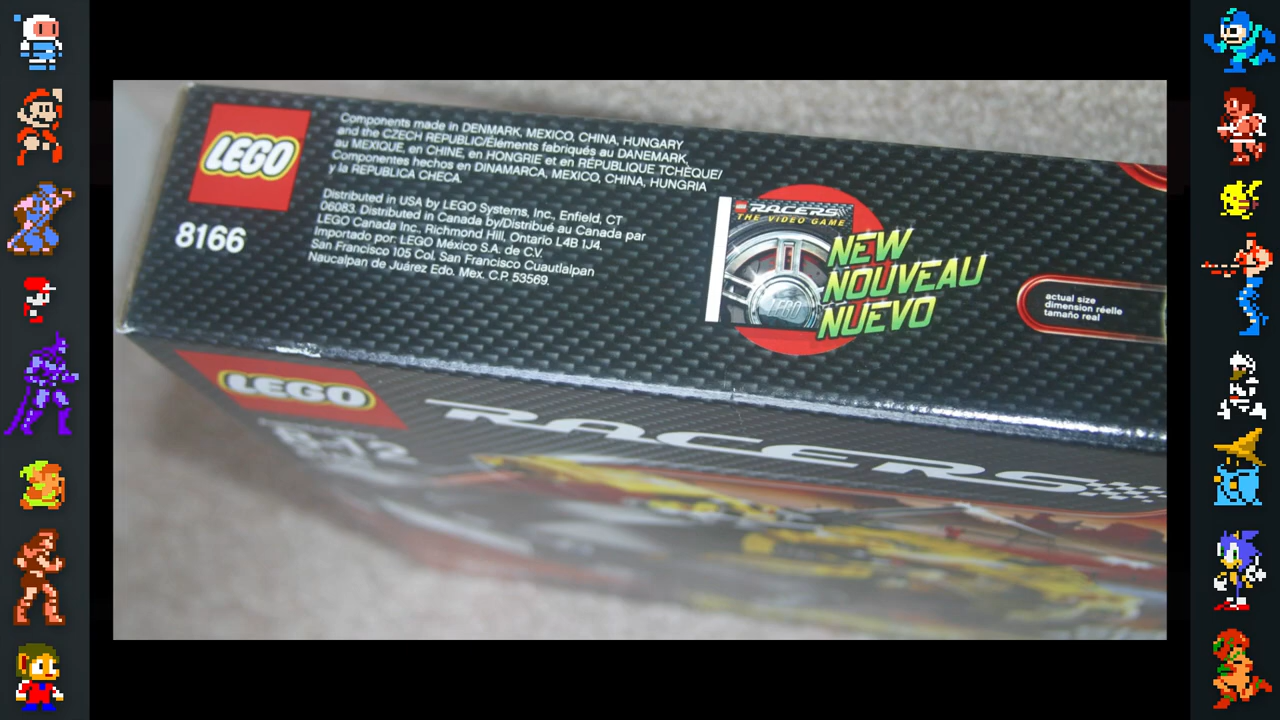 LEGO
8166
Components made in DENMARK, MEXICO, CHINA, HUNGARY
and the CZECH REPUBLIC/Éléments fabriqués au DANEMARK,
au MEXIQUE, en CHINE, en HONGRIE et en RÉPUBLIQUE TCHÈQUE/
Componentes hechos en DINAMARCA, MEXICO, CHINA, HUNGRIA
y la REPUBLICA CHECA.
Distributed in USA by LEGO Systems, Inc., Enfield, CT
06083. Distributed in Canada by/Distribué au Canada par
LEGO Canada Inc., Richmond Hill, Ontario L4B 1J4.
Importado por: LEGO México S.A. de C.V.
San Francisco 105 Col. San Francisco Cuautlalpan
Naucalpan de Juárez Edo. Mex. C.P. 53569.
RACERS
THE VIDEO GAME
LEGO
NEW
NOUVEAU
NUEVO
actual size
dimension réelle
tamaño real
LEGO
RACERS